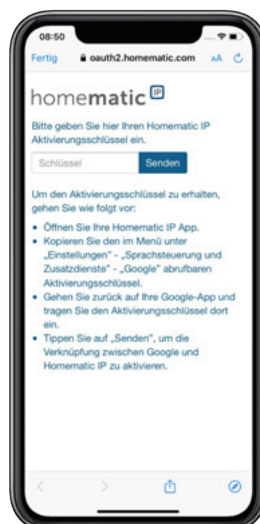 08:50
Fertig oauth2.homematic.com AA
homematic IP
Bitte geben Sie hier Ihren Homematic IP
Aktivierungsschlüssel ein.
Schlüssel Senden
Um den Aktivierungsschlüssel zu erhalten,
gehen Sie wie folgt vor:
• Öffnen Sie Ihre Homematic IP App.
• Kopieren Sie den im Menü unter
„Einstellungen" - „Sprachsteuerung und
Zusatzdienste" - „Google" abrufbaren
Aktivierungsschlüssel.
• Gehen Sie zurück auf Ihre Google-App und
tragen Sie den Aktivierungsschlüssel dort
ein.
• Tippen Sie auf „Senden", um die
Verknüpfung zwischen Google und
Homematic IP zu aktivieren.